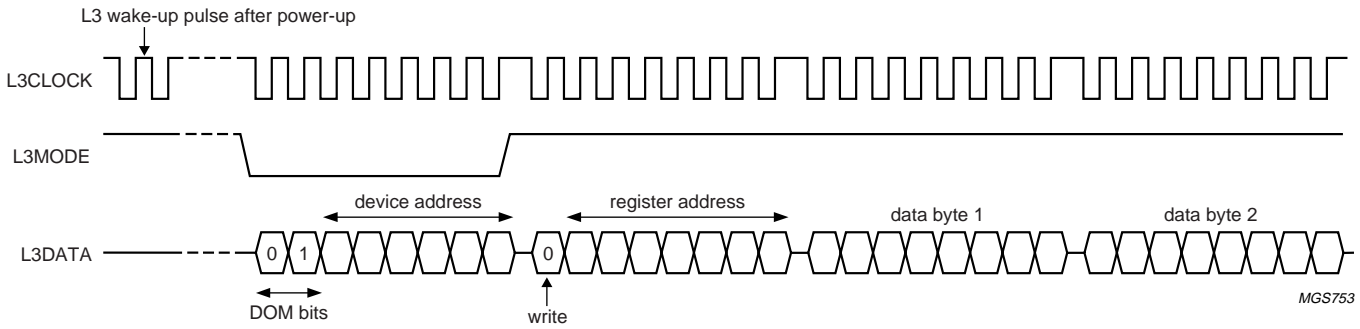 L3 wake-up pulse after power-up
L3CLOCK
L3MODE
device address
register address
data byte 1
data byte 2
L3DATA
0
1
0
DOM bits
write
MGS753